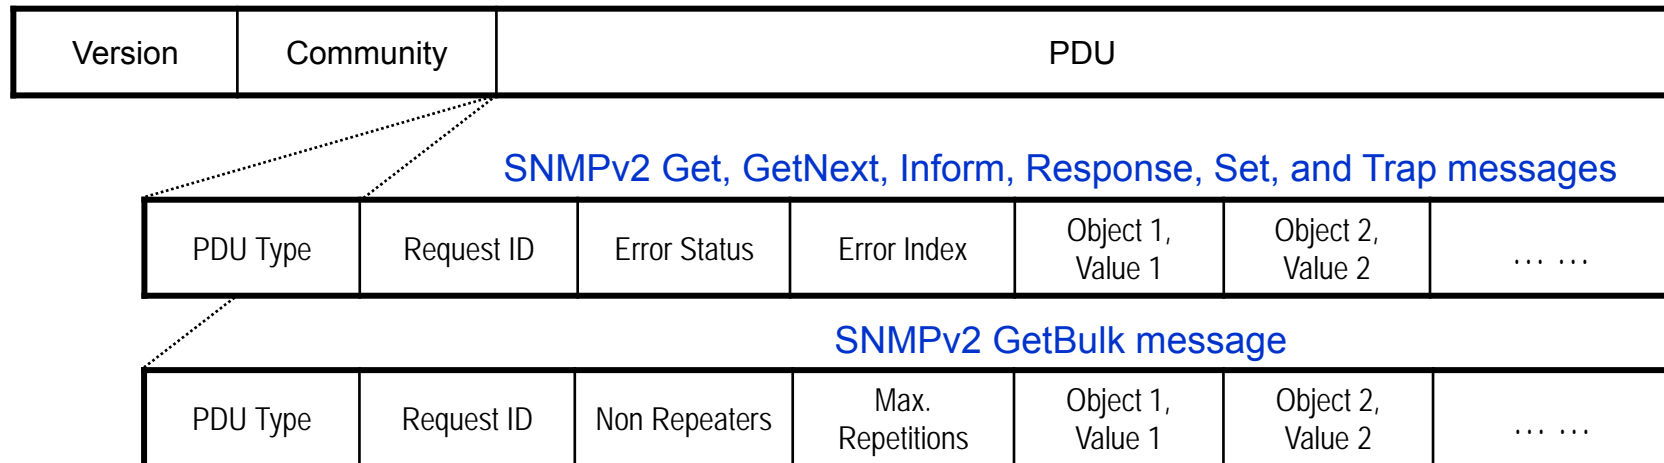 Version Community PDU
SNMPv2 Get, GetNext, Inform, Response, Set, and Trap messages
PDU Type Request ID Error Status Error Index Object 1, Object 2, ... ...
Value 1 Value 2
SNMPv2 GetBulk message
PDU Type Request ID Non Repeaters Max. Object 1, Object 2, ... ...
Repetitions Value 1 Value 2